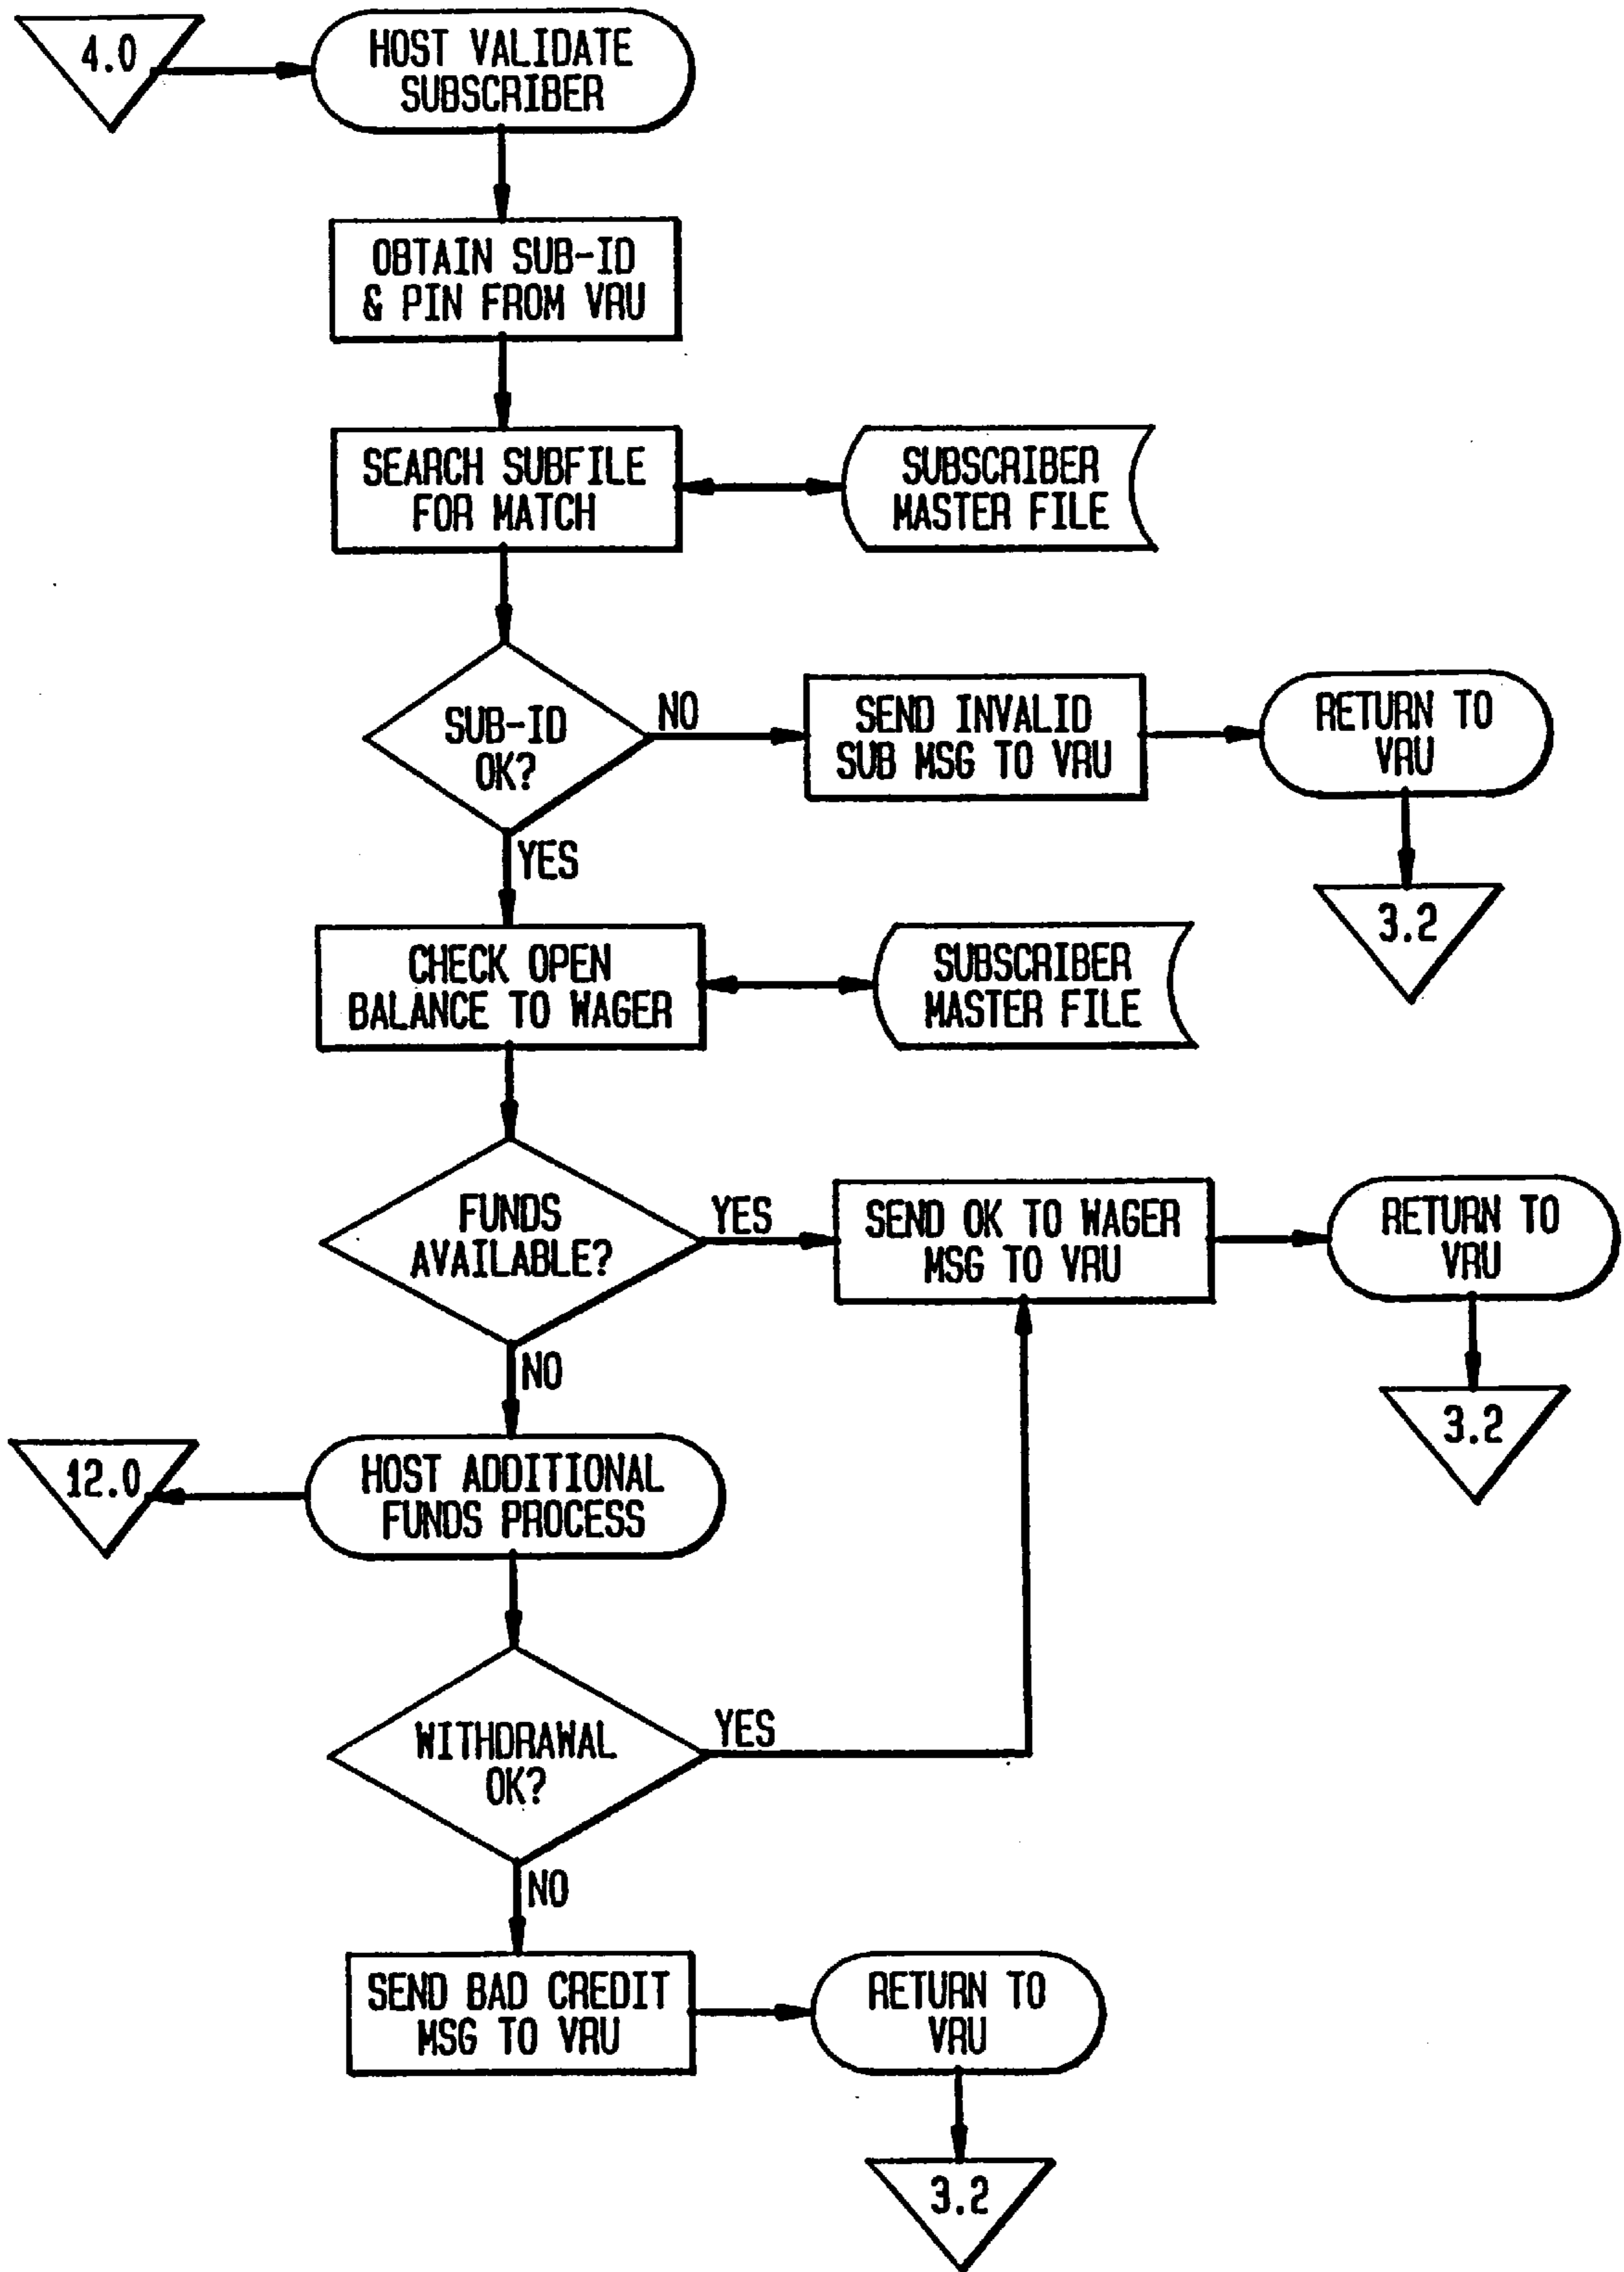 4.0
HOST VALIDATE
SUBSCRIBER
OBTAIN SUB-ID
& PIN FROM VRU
SEARCH SUBFILE
FOR MATCH
SUBSCRIBER
MASTER FILE
SUB-ID
OK?
NO
SEND INVALID
SUB MSG TO VRU
RETURN TO
VRU
3.2
YES
CHECK OPEN
BALANCE TO WAGER
SUBSCRIBER
MASTER FILE
FUNDS
AVAILABLE?
YES
SEND OK TO WAGER
MSG TO VRU
RETURN TO
VRU
3.2
NO
12.0
HOST ADDITIONAL
FUNDS PROCESS
WITHDRAWAL
OK?
YES
NO
SEND BAD CREDIT
MSG TO VRU
RETURN TO
VRU
3.2